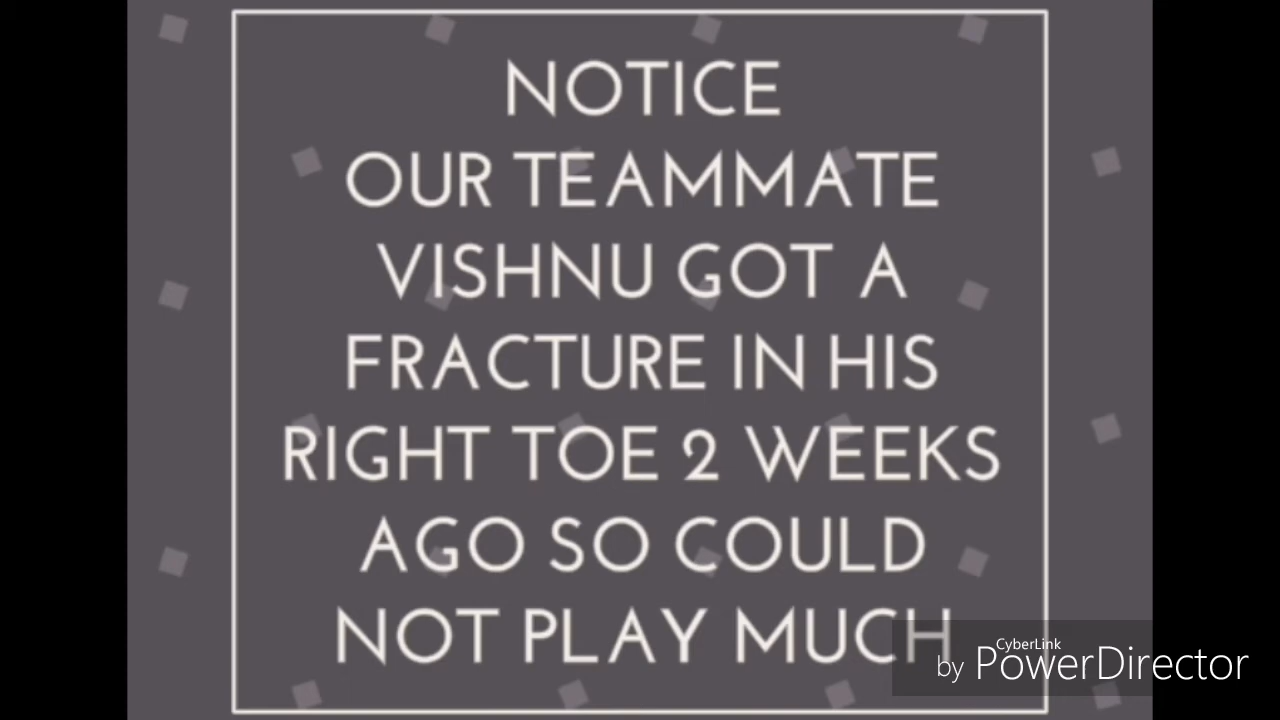 NOTICE
OUR TEAMMATE
VISHNU GOT A
FRACTURE IN HIS
RIGHT TOE 2 WEEKS
AGO SO COULD
NOT PLAY MUCH
CyberLink
by PowerDirector